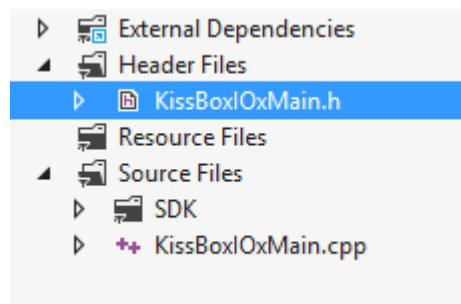 External Dependencies
Header Files
KissBoxIOxMain.h
Resource Files
Source Files
SDK
KissBoxIOxMain.cpp